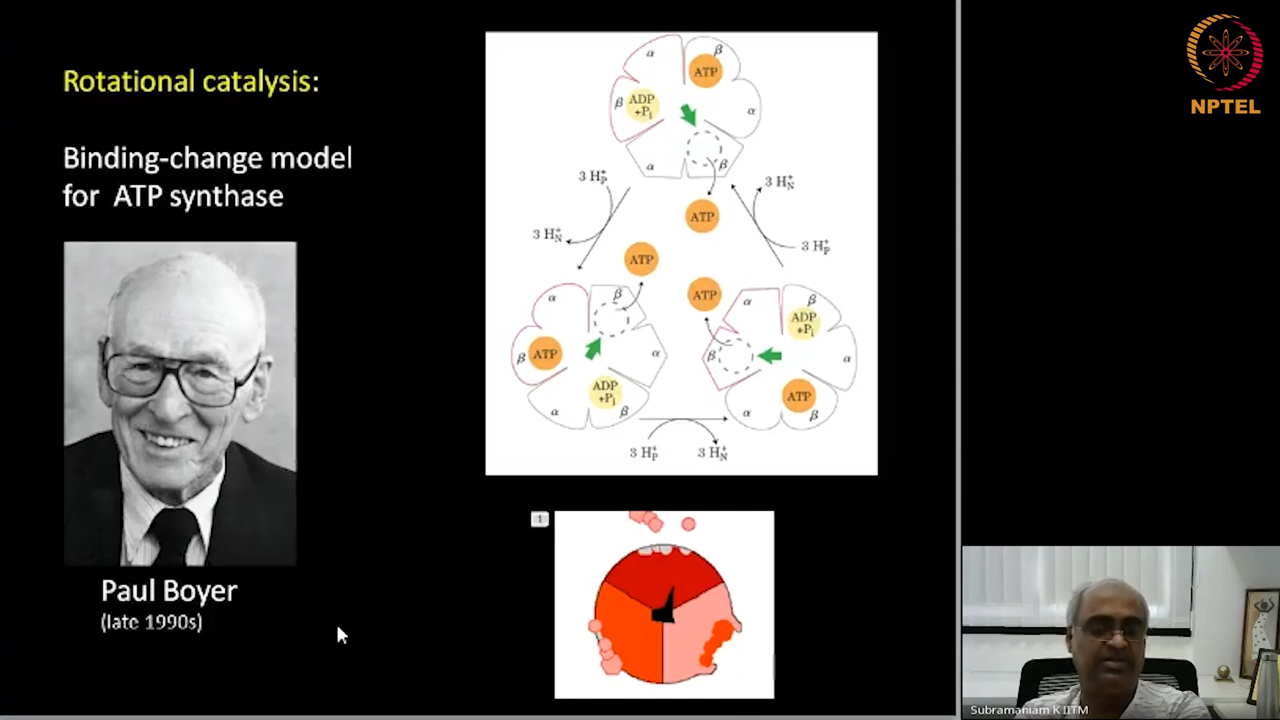 Rotational catalysis:
Binding-change model
for ATP synthase
Paul Boyer
(late 1990s)
α
β
ATP
β
ADP
+Pᵢ
α
α
β
3 H⁺P
3 H⁺N
ATP
3 H⁺N
3 H⁺P
ATP
α
β
β
ATP
α
ADP
+Pᵢ
α
β
ATP
α
β
ADP
+Pᵢ
β
α
ATP
α
β
3 H⁺P
3 H⁺N
1
NPTEL
Subramaniam K IITM